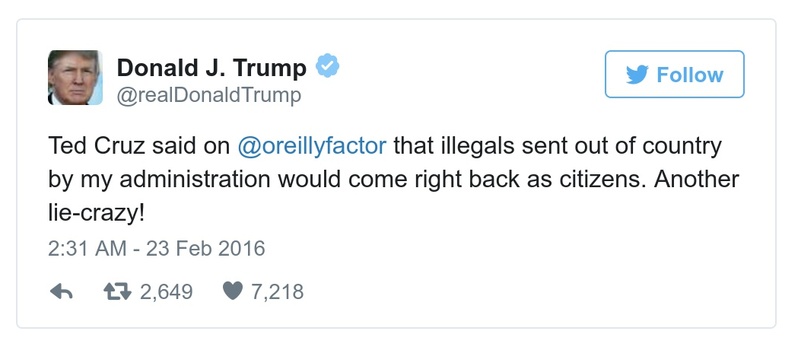 Donald J. Trump
@realDonaldTrump
Follow
Ted Cruz said on @oreillyfactor that illegals sent out of country
by my administration would come right back as citizens. Another
lie-crazy!
2:31 AM - 23 Feb 2016
2,649 7,218